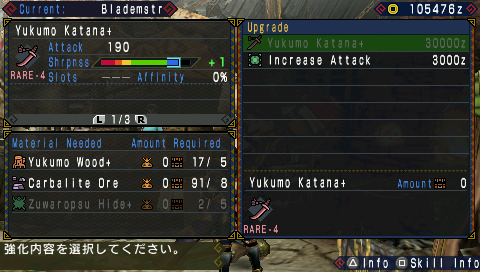 Current: Blademstr
105476z
Yukumo Katana+
Attack 190
Shrpnss +1
RARE-4
Slots --- Affinity 0%
L 1/3 R
Material Needed Amount Required
Yukumo Wood+ 0 17/ 5
Carbalite Ore 0 91/ 8
Zuwaropsu Hide+ 0 2/ 5
Upgrade
Yukumo Katana+ 30000z
Increase Attack 3000z
Yukumo Katana+ Amount 0
RARE-4
強化内容を選択してください。
Info Skill Info